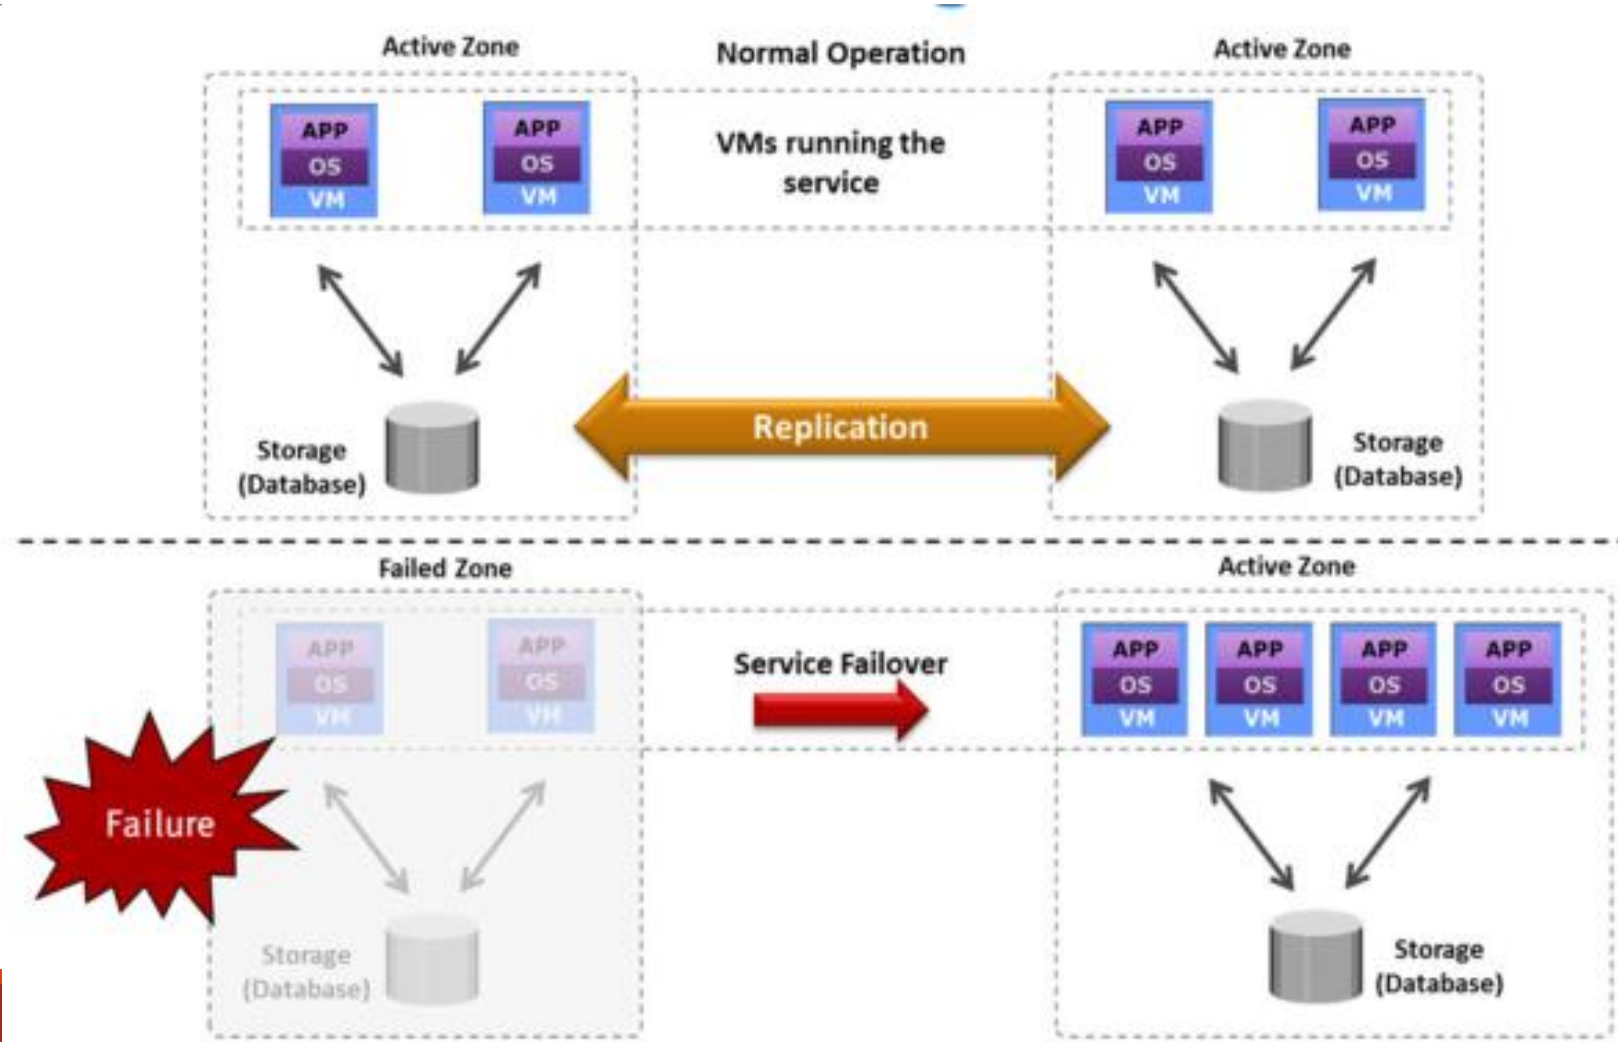 Active Zone
Normal Operation
Active Zone
APP
OS
VM
APP
OS
VM
VMs running the
service
APP
OS
VM
APP
OS
VM
Storage
(Database)
Replication
Storage
(Database)
Failed Zone
Active Zone
APP
OS
VM
APP
OS
VM
Service Failover
APP
OS
VM
APP
OS
VM
APP
OS
VM
APP
OS
VM
Failure
Storage
(Database)
Storage
(Database)